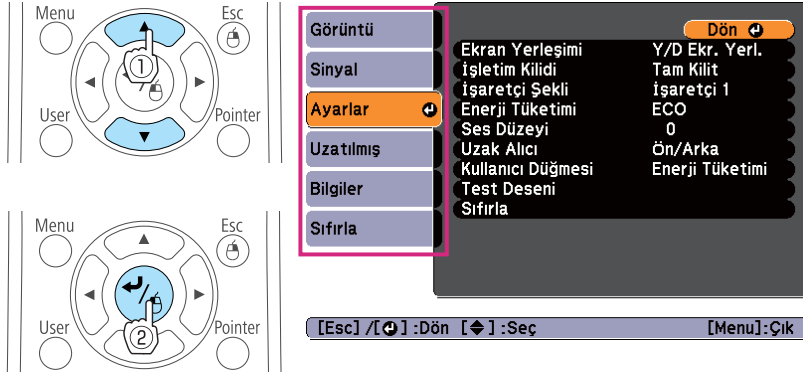 Menu
Esc
①
User
Pointer
Menu
Esc
User
②
Pointer
Görüntü
Sinyal
Ayarlar
Uzatılmış
Bilgiler
Sıfırla
Dön
Ekran Yerleşimi Y/D Ekr. Yerl.
İşletim Kilidi Tam Kilit
İşaretçi Şekli İşaretçi 1
Enerji Tüketimi ECO
Ses Düzeyi 0
Uzak Alıcı Ön/Arka
Kullanıcı Düğmesi Enerji Tüketimi
Test Deseni
Sıfırla
[Esc] /[ ] :Dön [ ] :Seç [Menu]:Çık